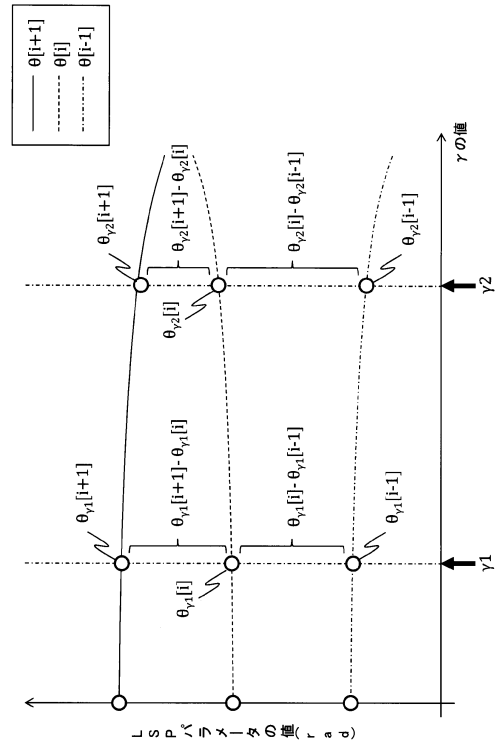 θ[i+1]
θ[i]
θ[i-1]
θγ1[i+1]
θγ2[i+1]
θγ1[i+1]- θγ1[i]
θγ2[i+1]- θγ2[i]
θγ1[i]
θγ2[i]
θγ1[i]- θγ1[i-1]
θγ2[i]- θγ2[i-1]
θγ1[i-1]
θγ2[i-1]
γ1
γ2
γの値
LSPパラメータの値(rad)